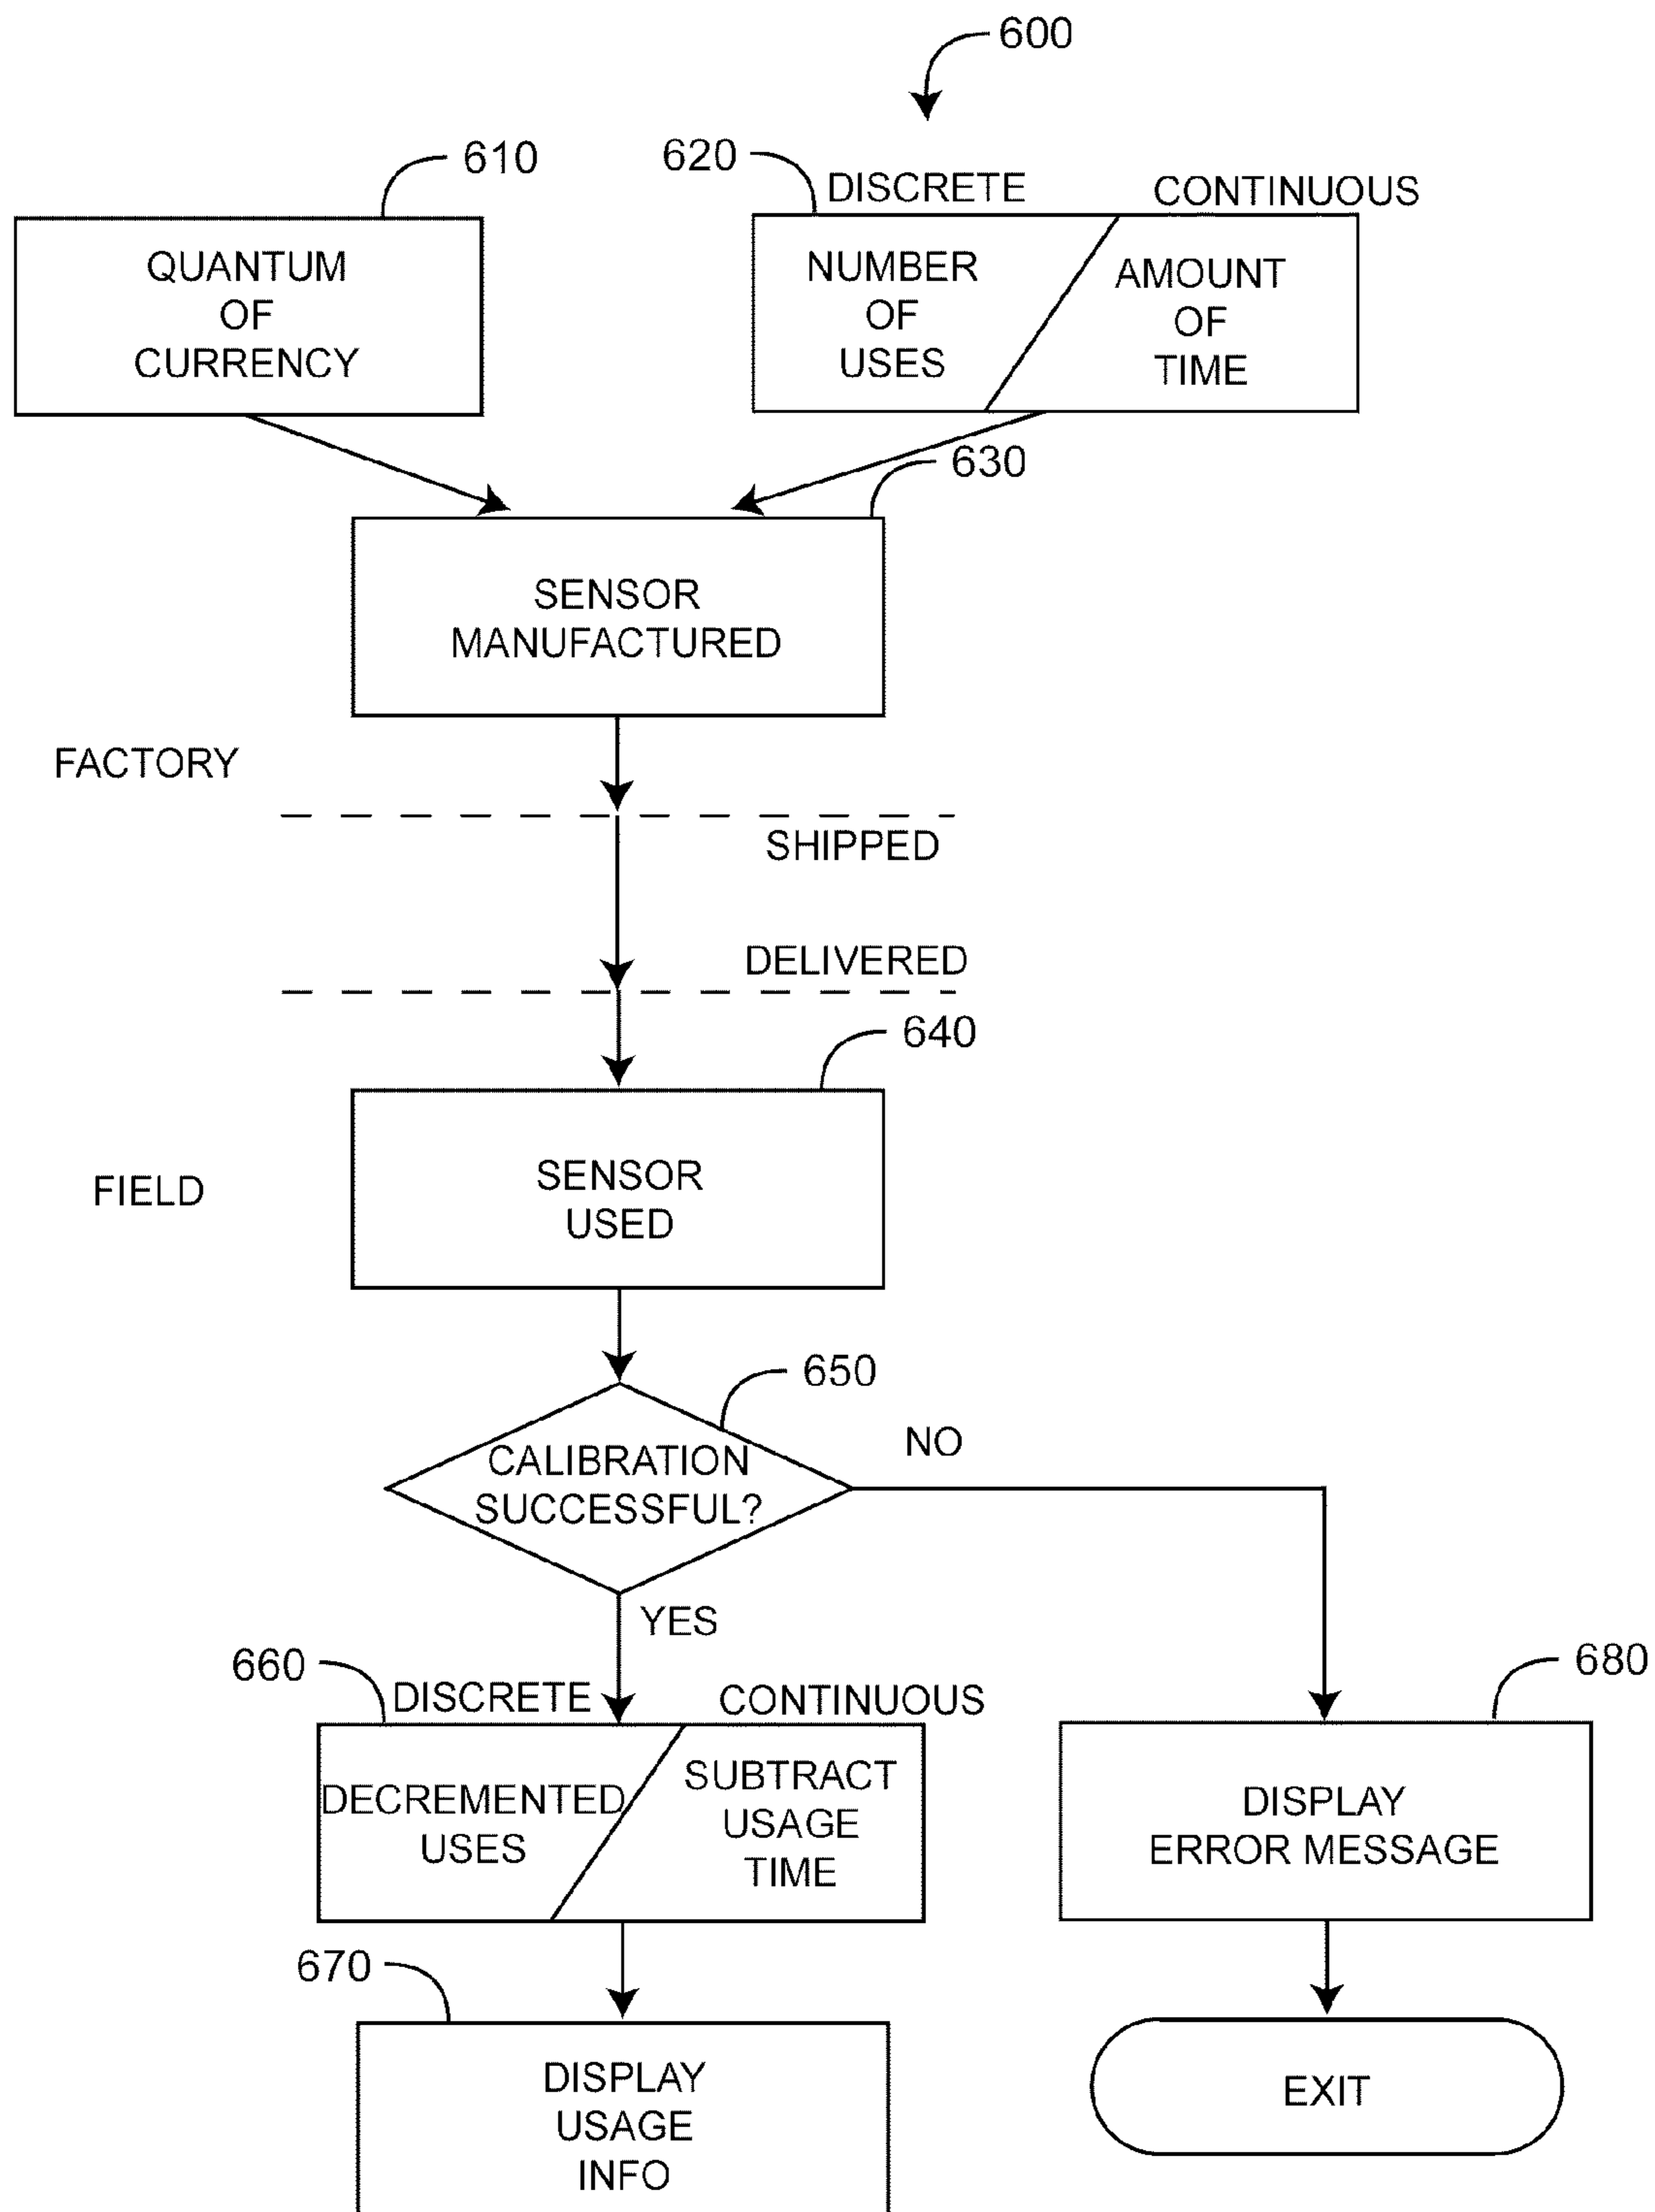 600
610
620
DISCRETE
CONTINUOUS
QUANTUM
OF
CURRENCY
NUMBER
OF
USES
AMOUNT
OF
TIME
630
SENSOR
MANUFACTURED
FACTORY
SHIPPED
DELIVERED
640
SENSOR
USED
FIELD
650
CALIBRATION
SUCCESSFUL?
NO
YES
660
DISCRETE
CONTINUOUS
680
DECREMENTED
USES
SUBTRACT
USAGE
TIME
DISPLAY
ERROR MESSAGE
670
DISPLAY
USAGE
INFO
EXIT